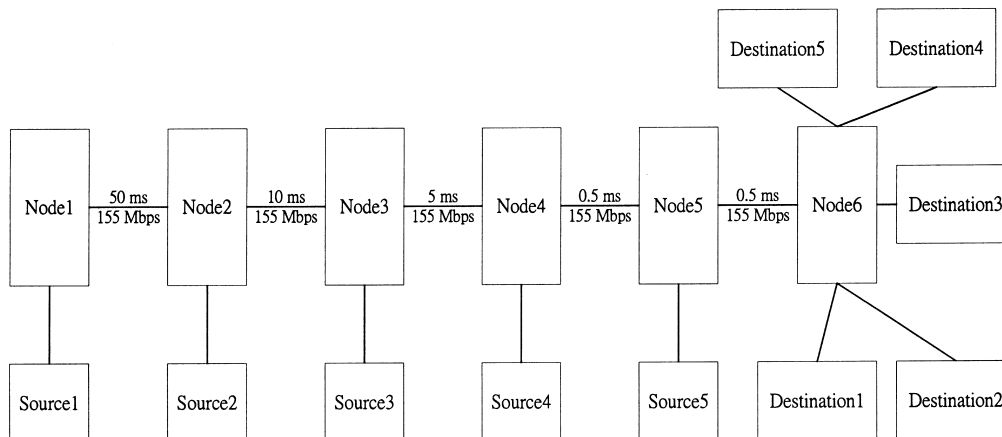 Destination5
Destination4
Node1
50 ms
155 Mbps
Node2
10 ms
155 Mbps
Node3
5 ms
155 Mbps
Node4
0.5 ms
155 Mbps
Node5
0.5 ms
155 Mbps
Node6
Destination3
Source1
Source2
Source3
Source4
Source5
Destination1
Destination2